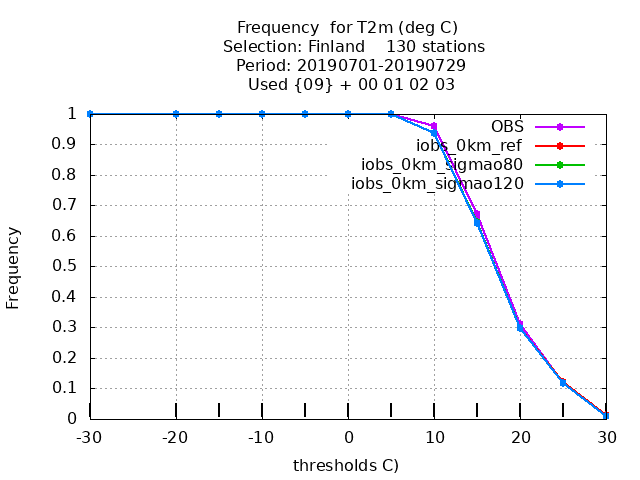 Frequency  for T2m (deg C)
Selection: Finland    130 stations
Period: 20190701-20190729
Used {09} + 00 01 02 03
OBS
iobs_0km_ref
iobs_0km_sigmao80
iobs_0km_sigmao120
1
0.9
0.8
0.7
0.6
0.5
0.4
0.3
0.2
0.1
0
Frequency
-30 -20 -10 0 10 20 30
thresholds C)